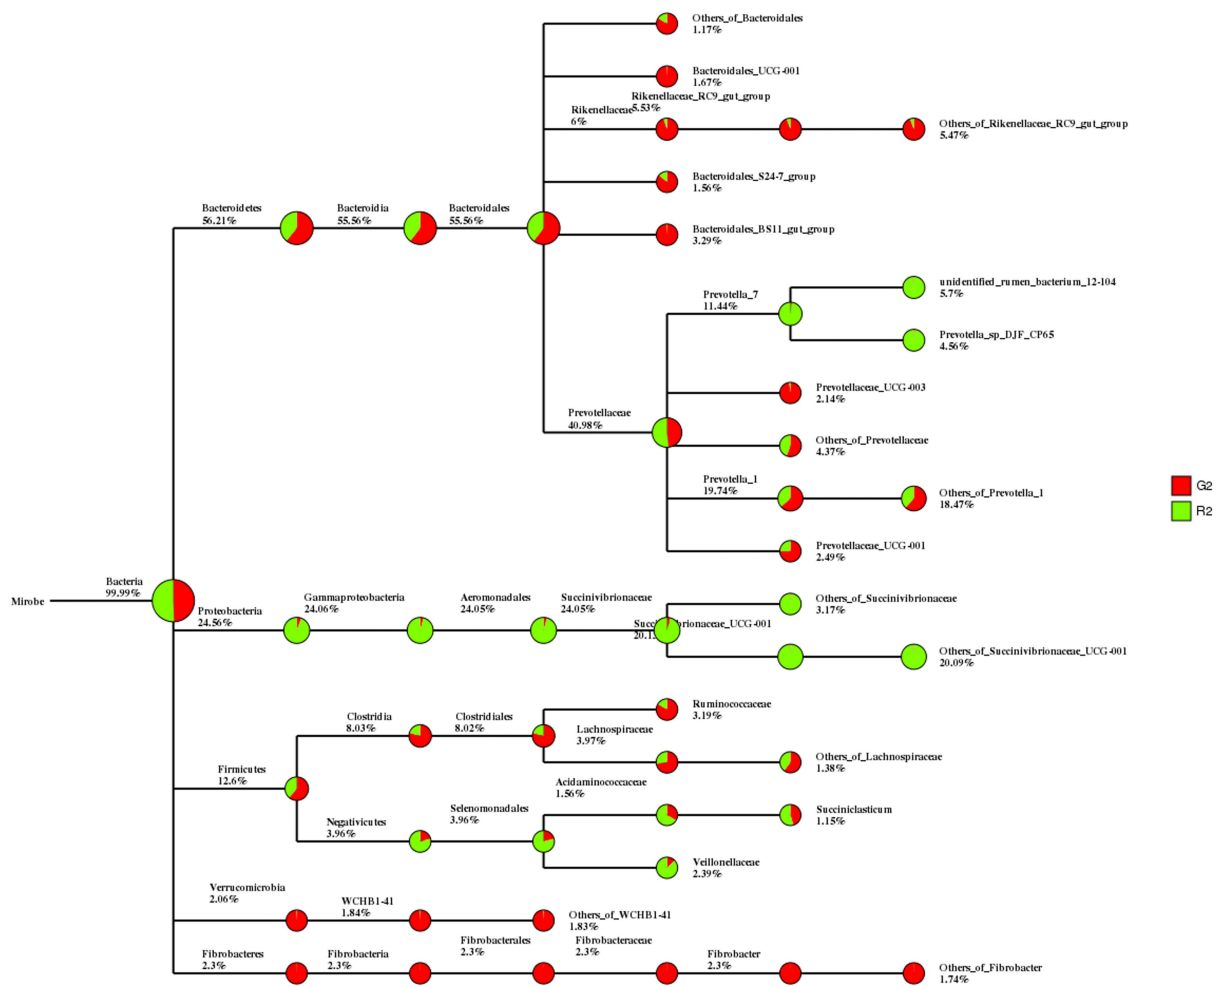 Others_of_Bacteroidales
1.17%
Bacteroidales_UCG-001
1.67%
Rikenellaceae_RC9_gut_group
5.53%
Rikenellaceae
6%
Others_of_Rikenellaceae_RC9_gut_group
5.47%
Bacteroidales_S24-7_group
1.56%
Bacteroidetes
56.21%
Bacteroidia
55.56%
Bacteroidales
55.56%
Bacteroidales_BS11_gut_group
3.29%
unidentified_rumen_bacterium_12-104
5.7%
Prevotella_7
11.44%
Prevotella_sp_DJF_CP65
4.56%
Prevotellaceae_UCG-003
2.14%
Prevotellaceae
40.98%
Others_of_Prevotellaceae
4.37%
Prevotella_1
19.74%
Others_of_Prevotella_1
18.47%
G2
R2
Prevotellaceae_UCG-001
2.49%
Mirobe
Bacteria
99.99%
Proteobacteria
24.56%
Gammaproteobacteria
24.06%
Aeromonadales
24.05%
Succinivibrionaceae
24.05%
Others_of_Succinivibrionaceae
3.17%
Others_of_Succinivibrionaceae_UCG-001
20.09%
Ruminococcaceae
3.19%
Clostridia
8.03%
Clostridiales
8.02%
Lachnospiraceae
3.97%
Others_of_Lachnospiraceae
1.38%
Firmicutes
12.6%
Acidaminococcaceae
1.56%
Negativicutes
3.96%
Selenomonadales
3.96%
Succiniclasticum
1.15%
Veillonellaceae
2.39%
Verrucomicrobia
2.06%
WCHB1-41
1.84%
Others_of_WCHB1-41
1.83%
Fibrobacteres
2.3%
Fibrobacteria
2.3%
Fibrobacterales
2.3%
Fibrobacteraceae
2.3%
Fibrobacter
2.3%
Others_of_Fibrobacter
1.74%